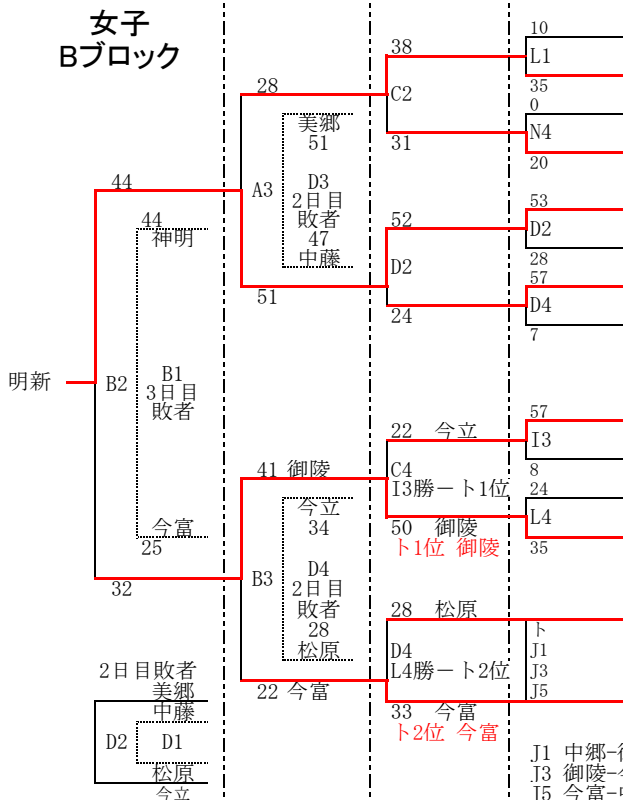 女子
Bブロック
明新
44
44
神明
B2
B1
3日目
敗者
今富
25
32
2日目敗者
美郷
中藤
D2
D1
松原
今立
28
A3
美郷
51
D3
2日目
敗者
47
中藤
51
41 御陵
今立
34
B3
D4
2日目
敗者
28
松原
22 今富
38
C2
31
52
D2
24
22 今立
C4
I3勝－ト1位
50 御陵
ト1位 御陵
28 松原
D4
L4勝－ト2位
33 今富
ト2位 今富
10
L1
35
0
N4
20
53
D2
28
57
D4
7
57
I3
8
24
L4
35
ト
J1
J3
J5
J1 中郷-
J3 御陵-
J5 今富-